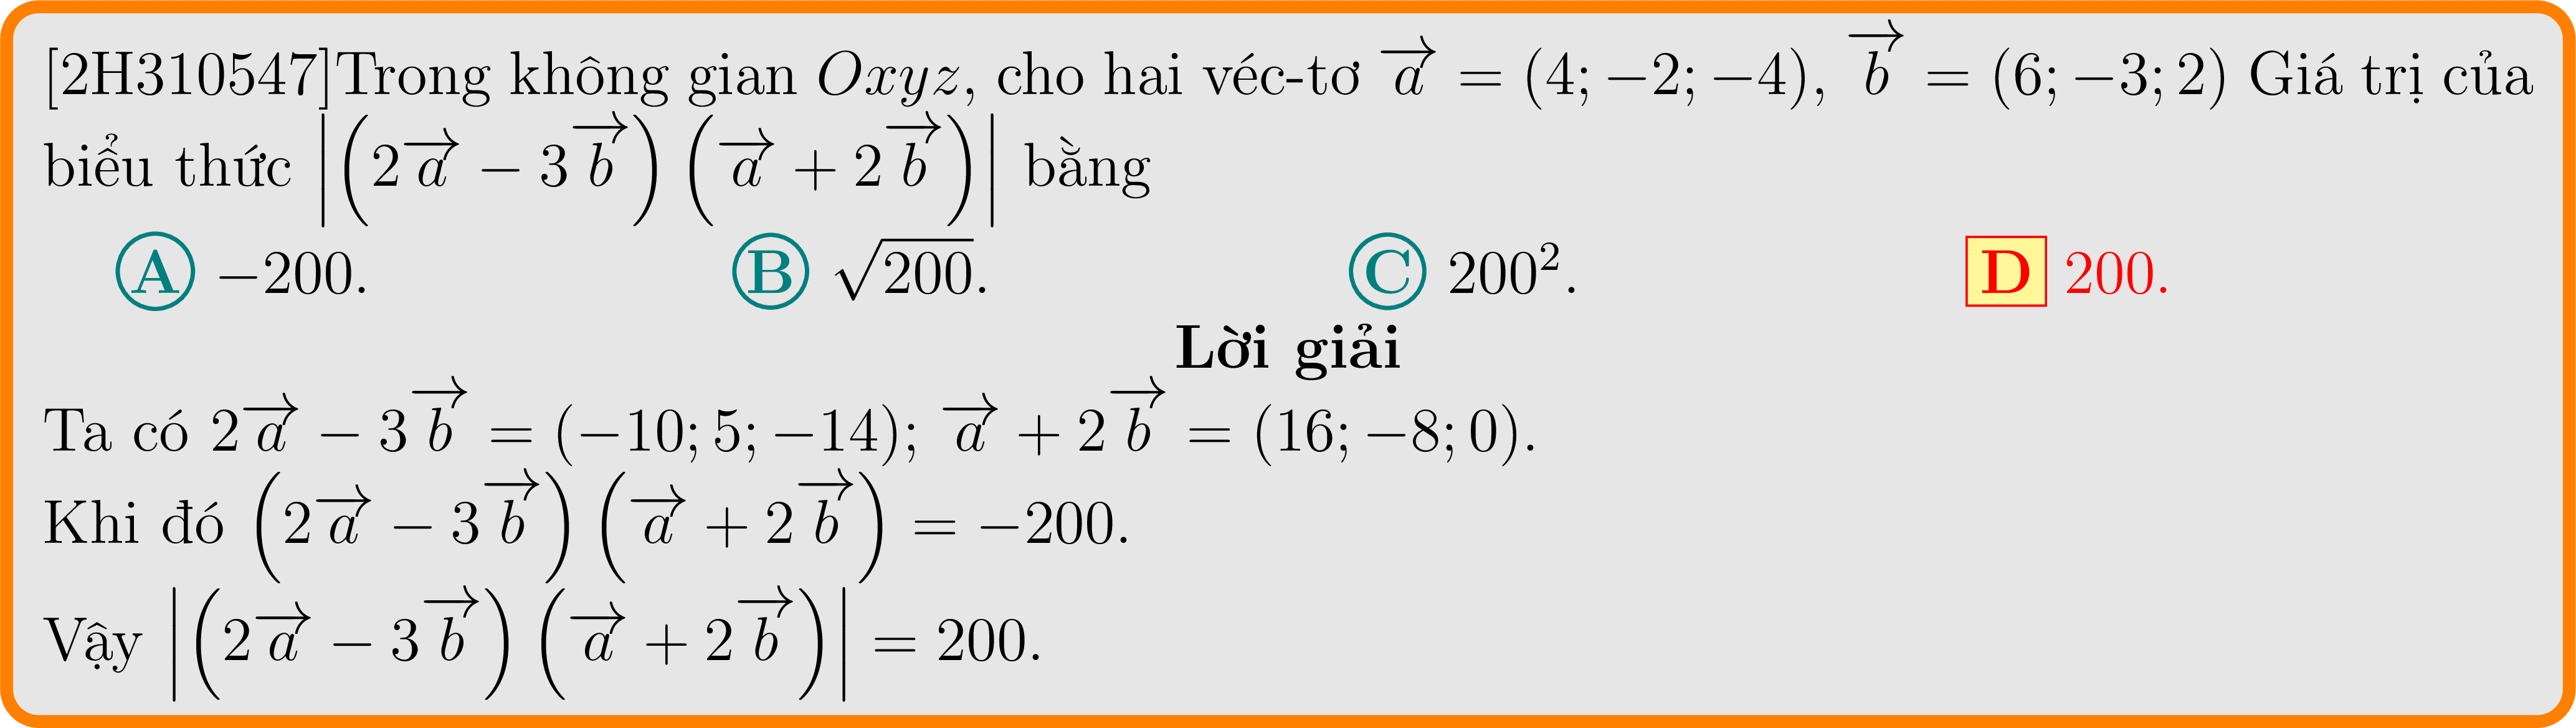 [2H310547]Trong không gian $Oxyz$, cho hai véc-tơ $\overrightarrow{a} = (4; -2; -4)$, $\overrightarrow{b} = (6; -3; 2)$ Giá trị của
biểu thức $\left|\left(2\overrightarrow{a} - 3\overrightarrow{b}\right)\left(\overrightarrow{a} + 2\overrightarrow{b}\right)\right|$ bằng
A $-200$. B $\sqrt{200}$. C $200^2$. D $200$.
Lời giải
Ta có $2\overrightarrow{a} - 3\overrightarrow{b} = (-10; 5; -14)$; $\overrightarrow{a} + 2\overrightarrow{b} = (16; -8; 0)$.
Khi đó $\left(2\overrightarrow{a} - 3\overrightarrow{b}\right)\left(\overrightarrow{a} + 2\overrightarrow{b}\right) = -200$.
Vậy $\left|\left(2\overrightarrow{a} - 3\overrightarrow{b}\right)\left(\overrightarrow{a} + 2\overrightarrow{b}\right)\right| = 200$.